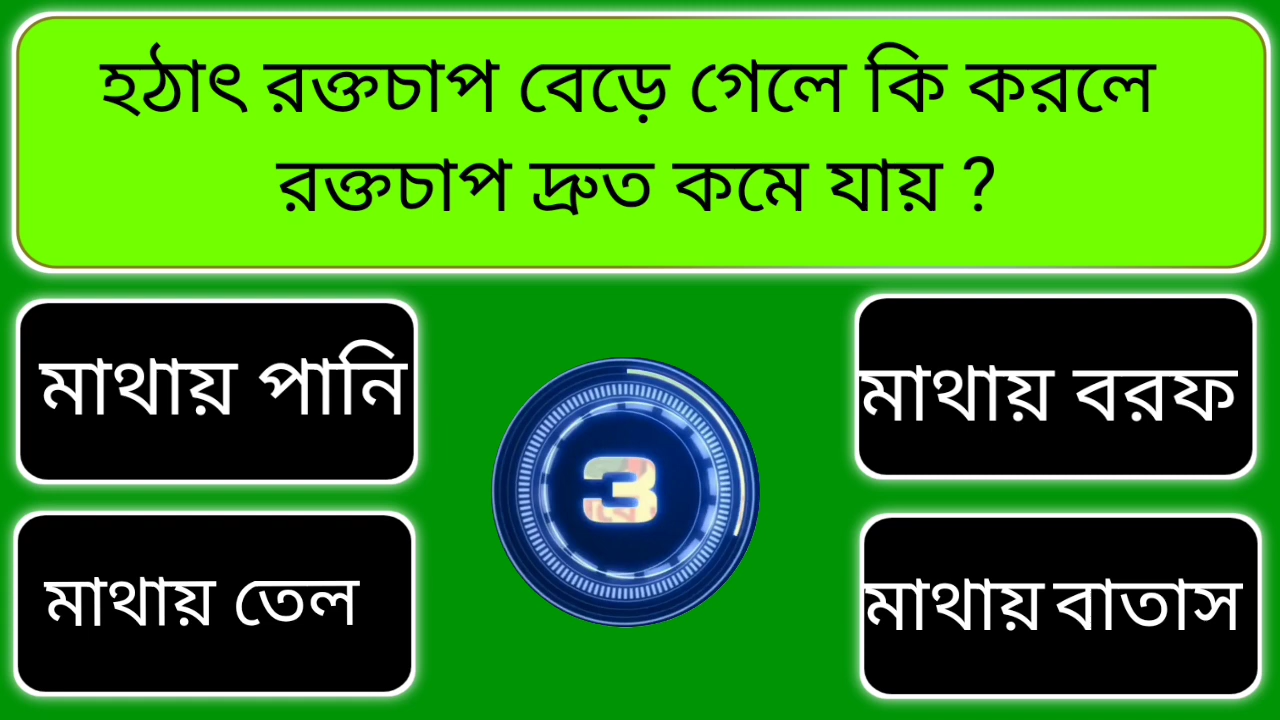 হঠাৎ রক্তচাপ বেড়ে গেলে কি করলে
রক্তচাপ দ্রুত কমে যায় ?
মাথায় পানি
মাথায় বরফ
3
মাথায় তেল
মাথায় বাতাস